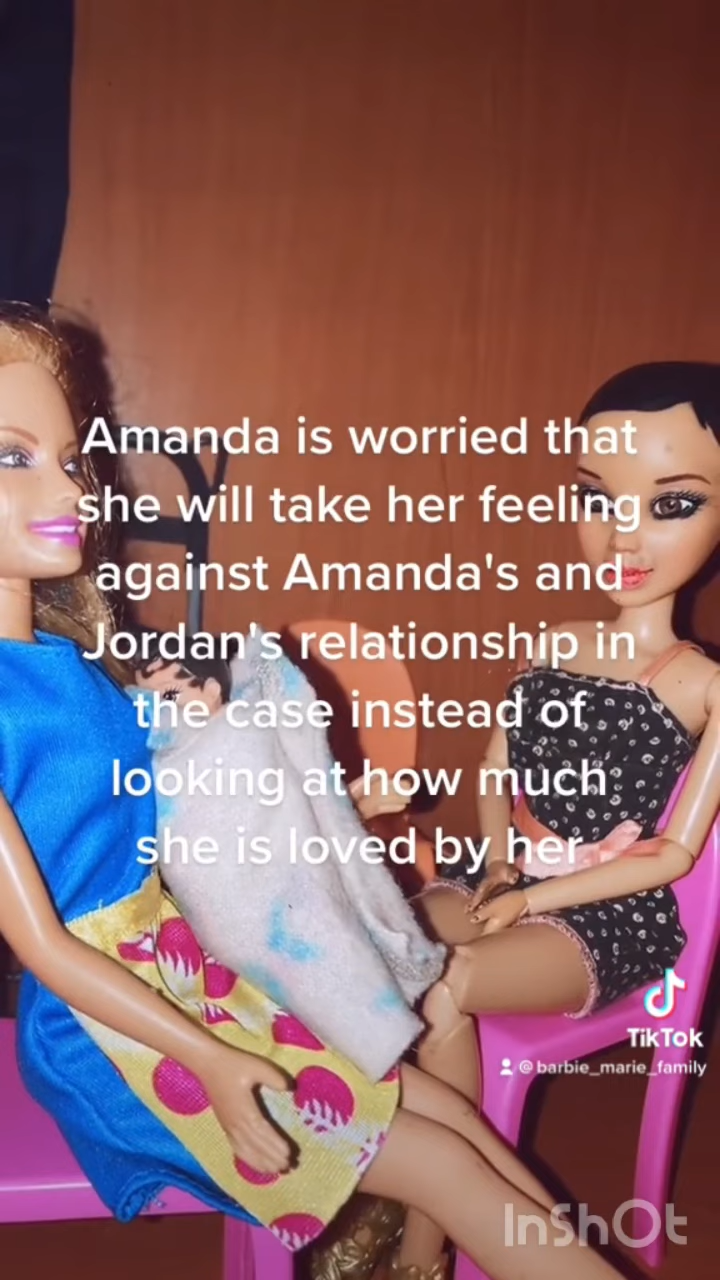 Amanda is worried that
she will take her feeling
against Amanda's and
Jordan's relationship in
the case instead of
looking at how much
she is loved by her
TikTok
@barbie_marie_family
InShOt